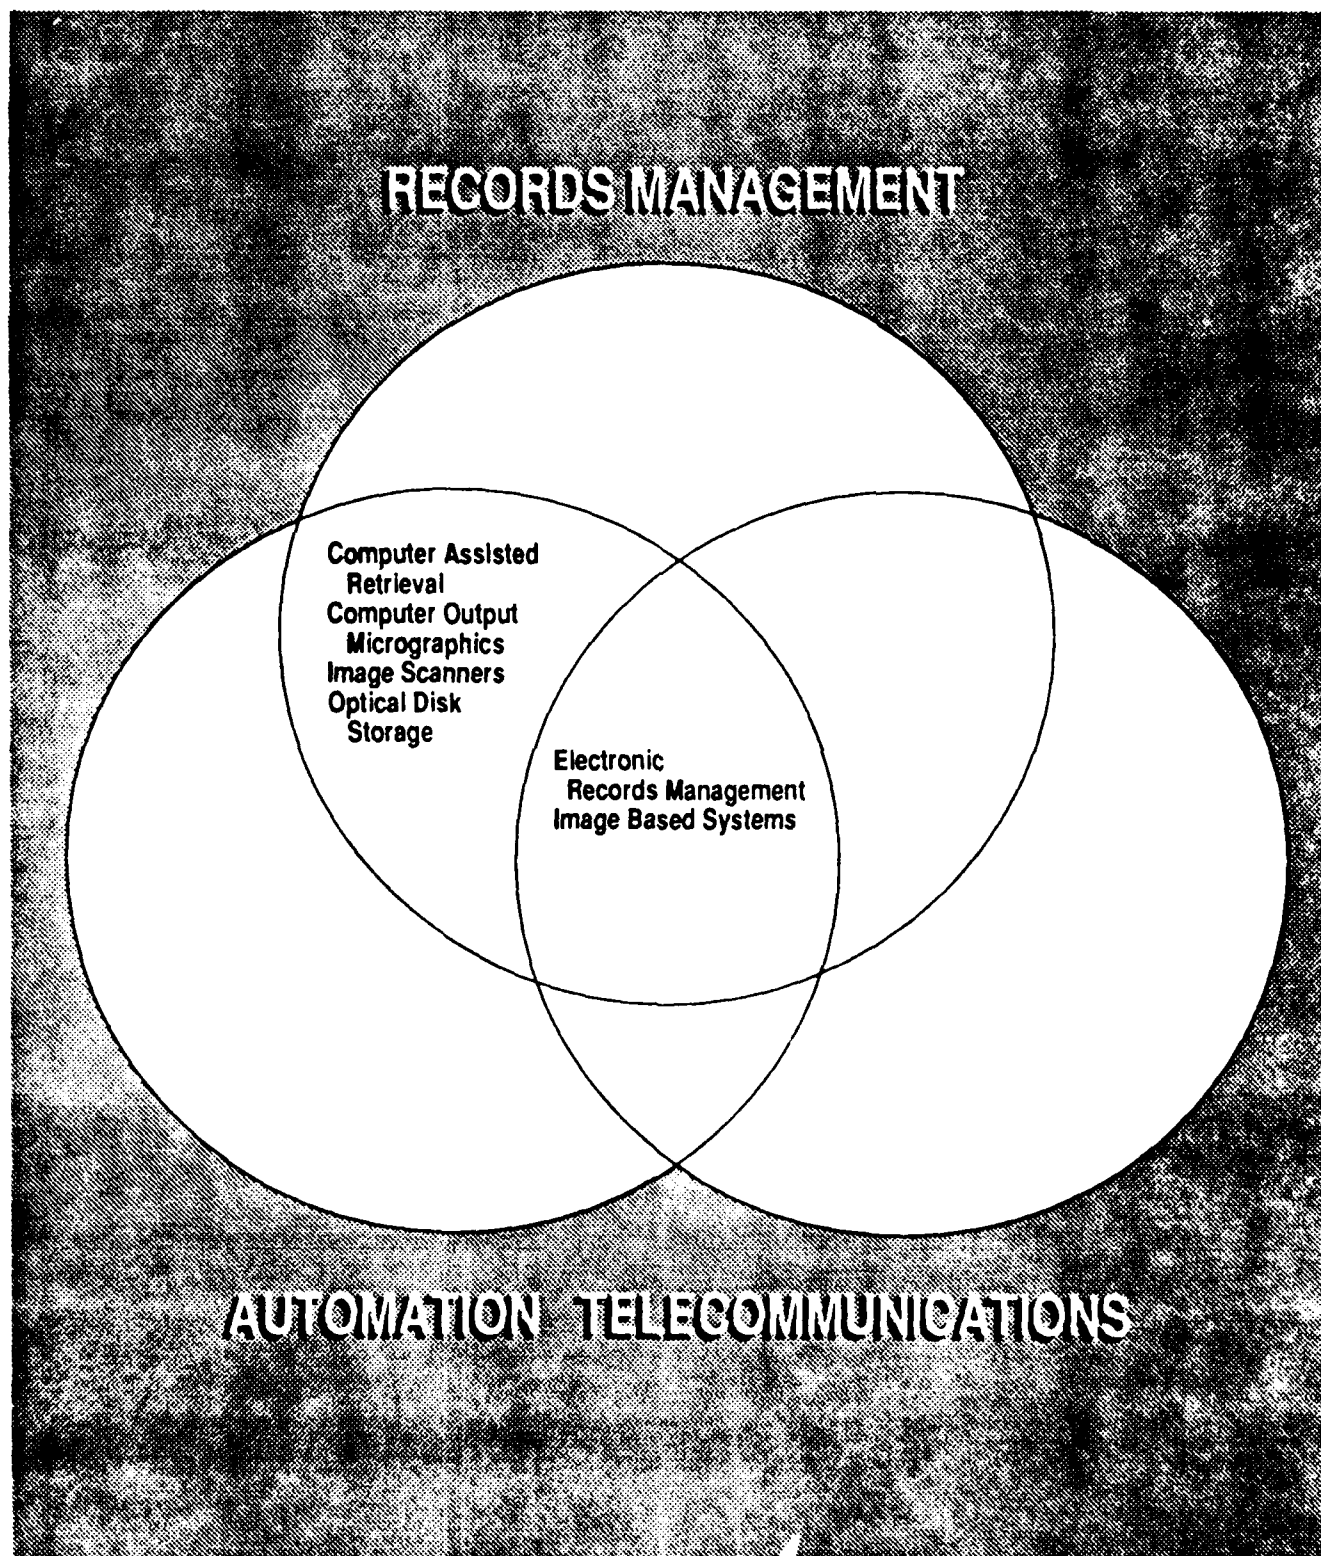 RECORDS MANAGEMENT
Computer Assisted
Retrieval
Computer Output
Micrographics
Image Scanners
Optical Disk
Storage
Electronic
Records Management
Image Based Systems
AUTOMATION TELECOMMUNICATIONS